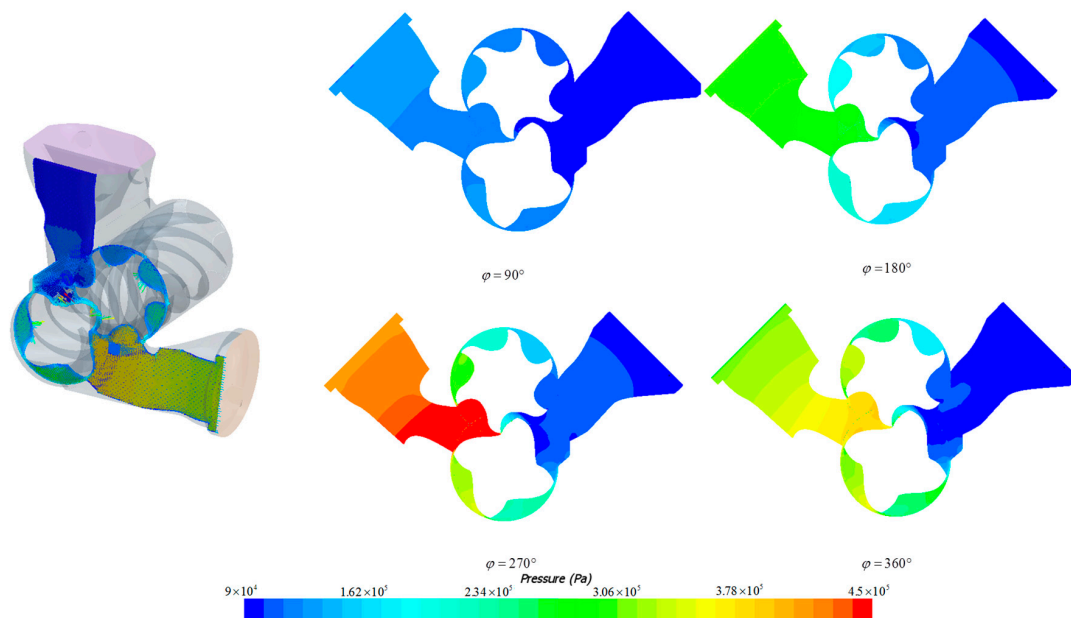 φ = 90°
φ = 180°
φ = 270°
φ = 360°
Pressure (Pa)
9×10⁴ 1.62×10⁵ 2.34×10⁵ 3.06×10⁵ 3.78×10⁵ 4.5×10⁵